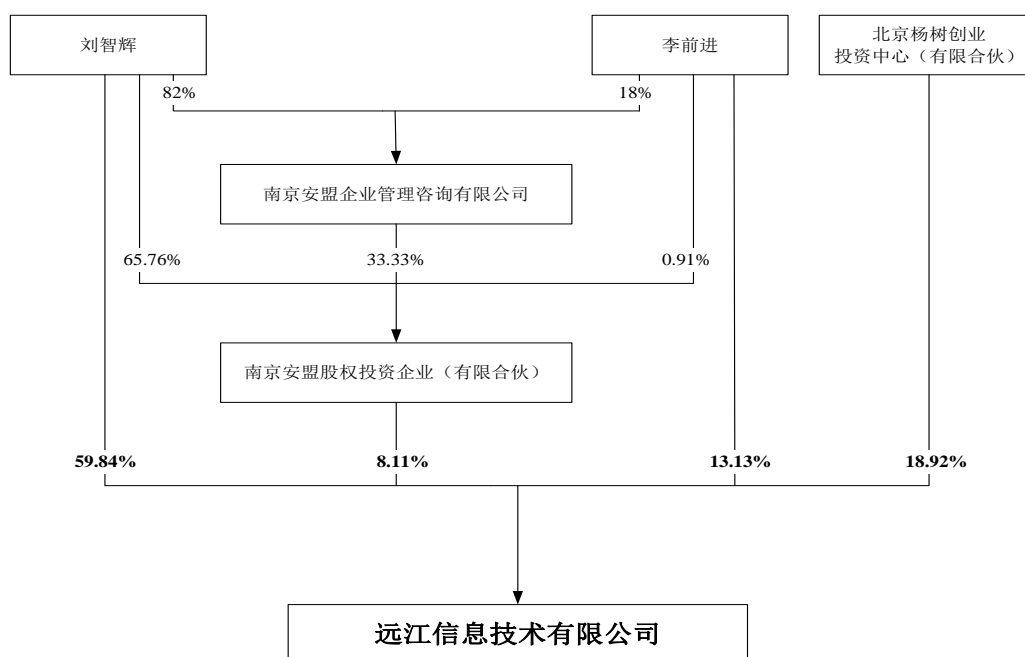 刘智辉
李前进
北京杨树创业
投资中心（有限合伙）
82%
18%
南京安盟企业管理咨询有限公司
65.76%
33.33%
0.91%
南京安盟股权投资企业（有限合伙）
59.84%
8.11%
13.13%
18.92%
远江信息技术有限公司